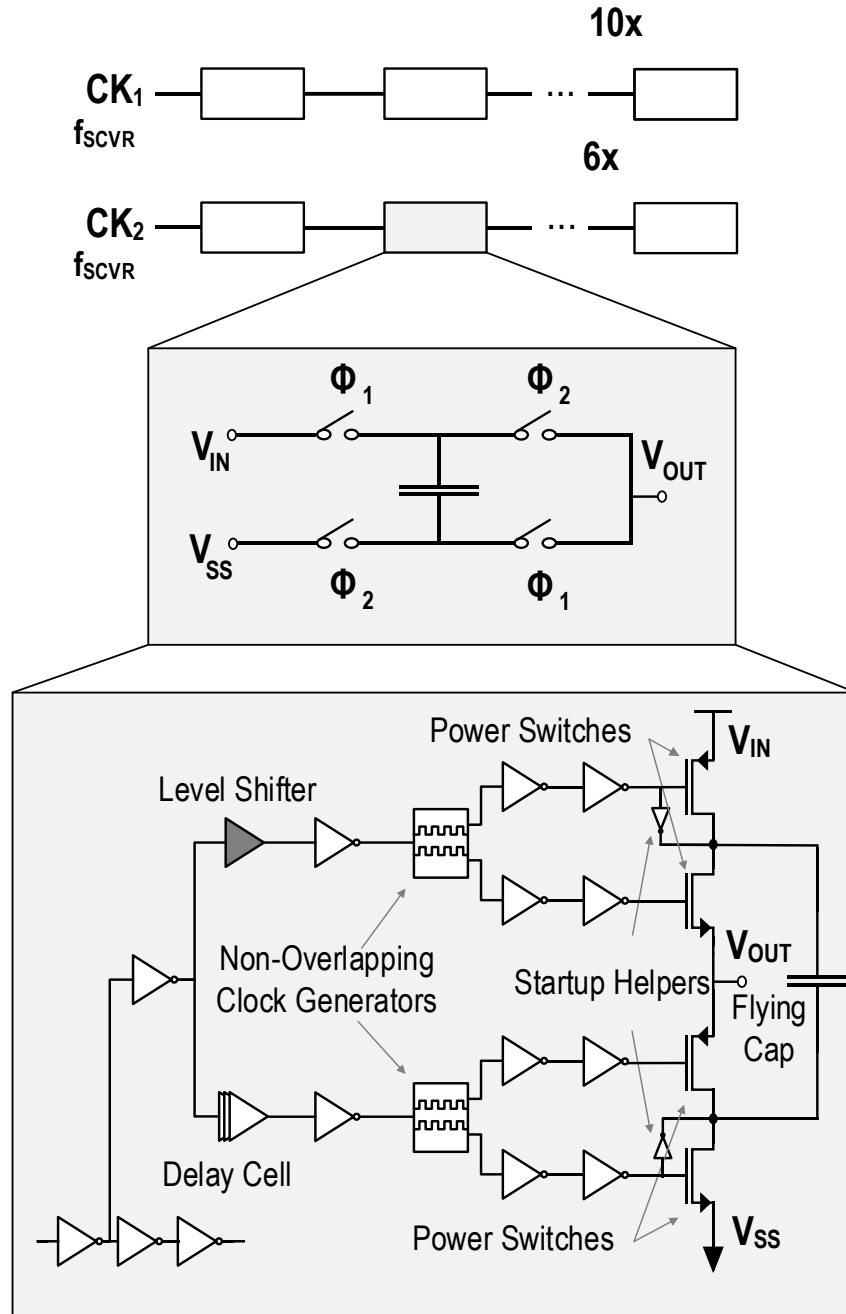 10x
CK1
fSCVR
...
6x
CK2
fSCVR
...
Φ1
Φ2
VIN
VOUT
VSS
Φ2
Φ1
Power Switches
VIN
Level Shifter
Non-Overlapping
Clock Generators
VOUT
Startup Helpers
Flying
Cap
Delay Cell
Power Switches
VSS